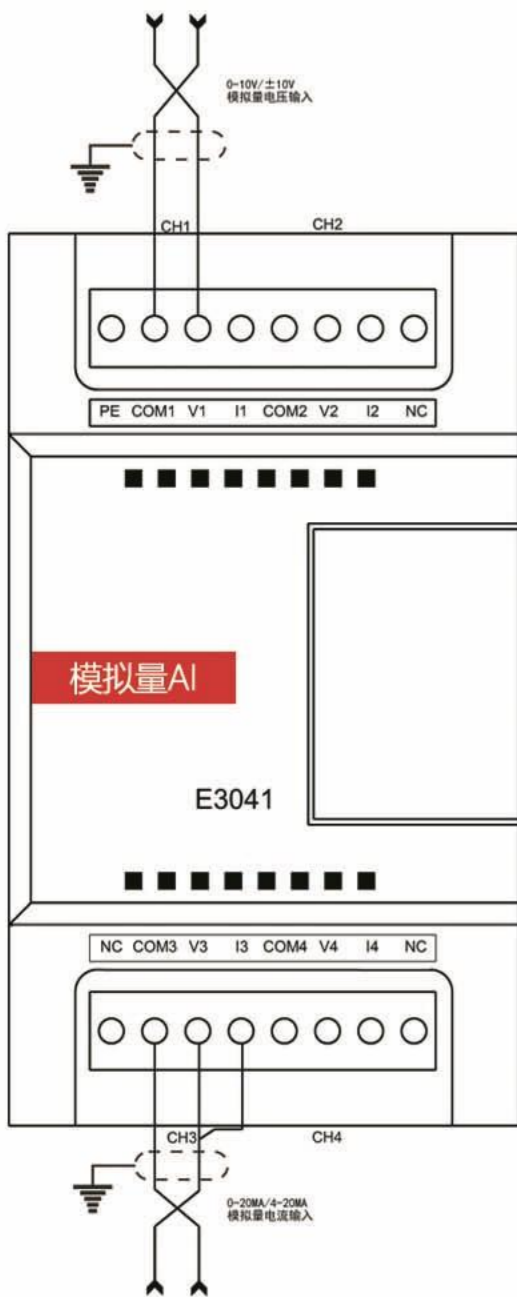 0-10V/±10V
模拟量电压输入
CH1 CH2
PE COM1 V1 I1 COM2 V2 I2 NC
模拟量AI
E3041
NC COM3 V3 I3 COM4 V4 I4 NC
CH3 CH4
0-20MA/4-20MA
模拟量电流输入